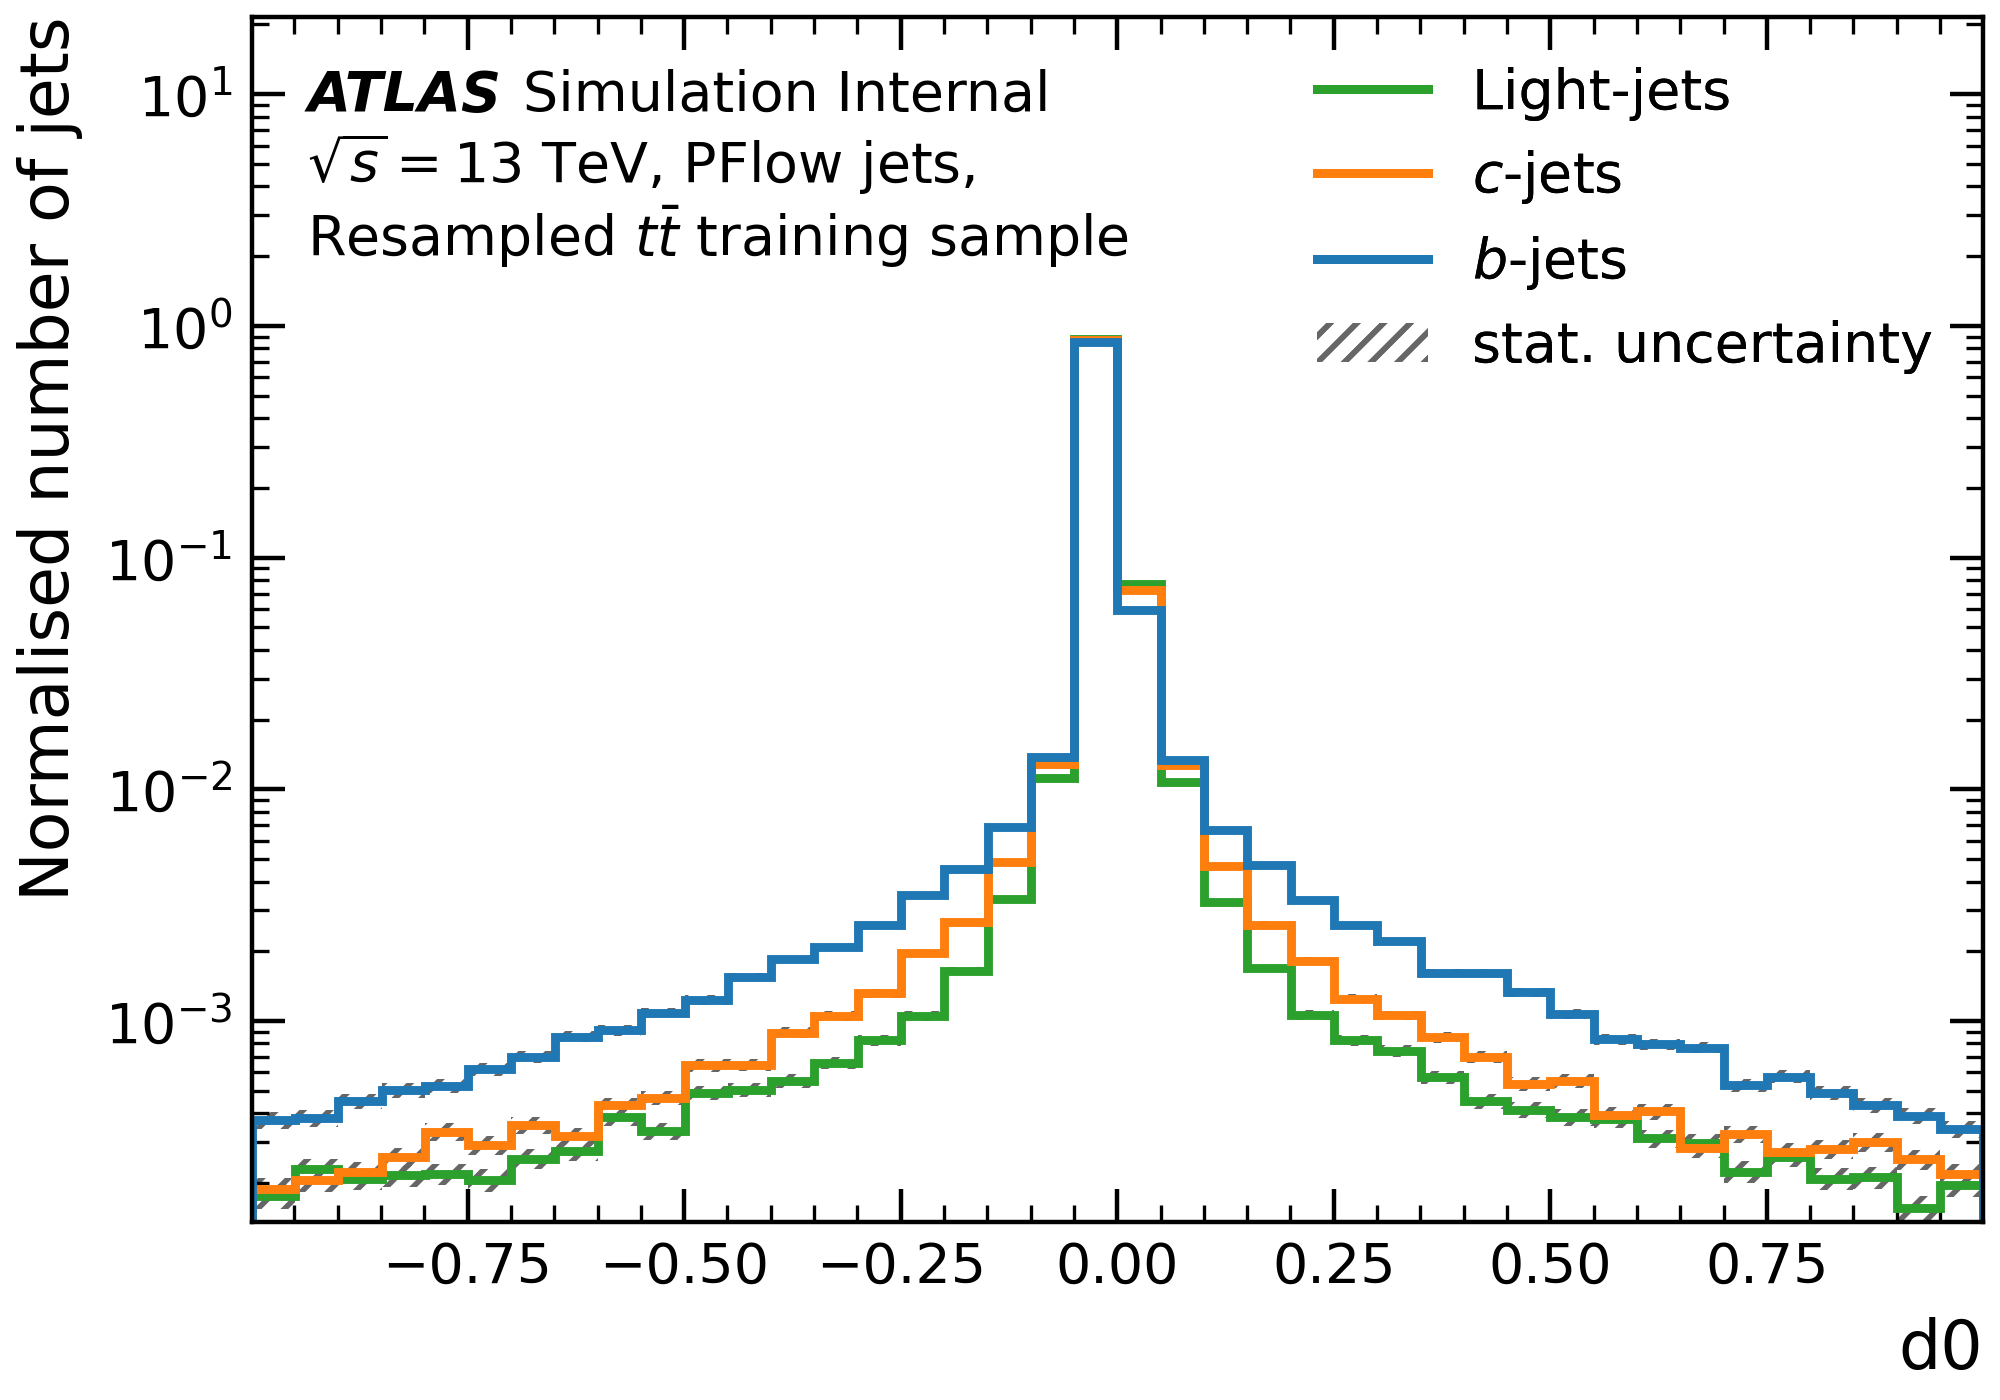 Normalised number of jets
10¹
10⁰
10⁻¹
10⁻²
10⁻³
ATLAS Simulation Internal
√s = 13 TeV, PFlow jets,
Resampled tt̄ training sample
Light-jets
c-jets
b-jets
stat. uncertainty
−0.75 −0.50 −0.25 0.00 0.25 0.50 0.75
d0